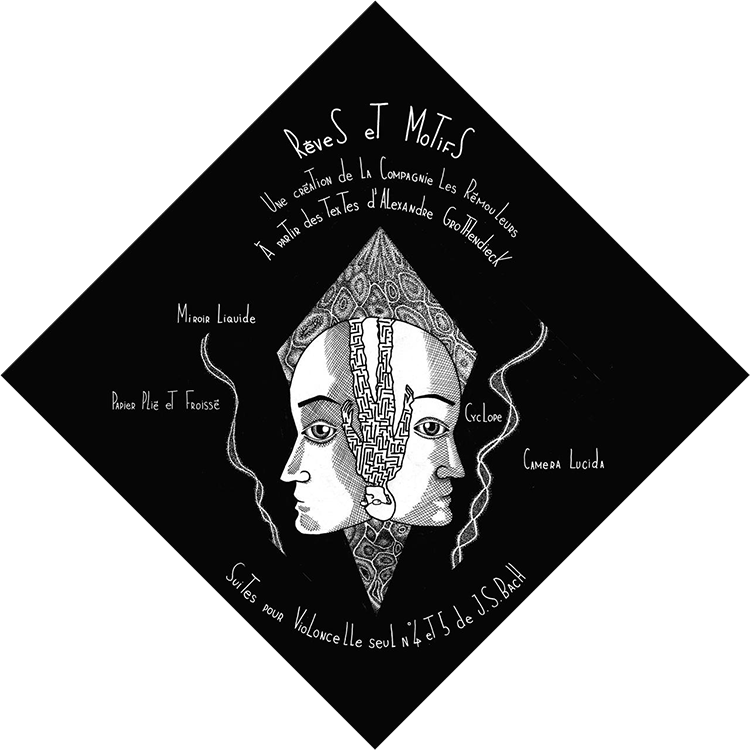 Rêves et Motifs
Une création de la Compagnie Les Rémouleurs
À partir des textes d'Alexandre Grothendieck
Miroir Liquide
Papier Plié et Froissé
Cyclope
Camera Lucida
Suites pour Violoncelle seul n°4 et 5 de J.S.Bach